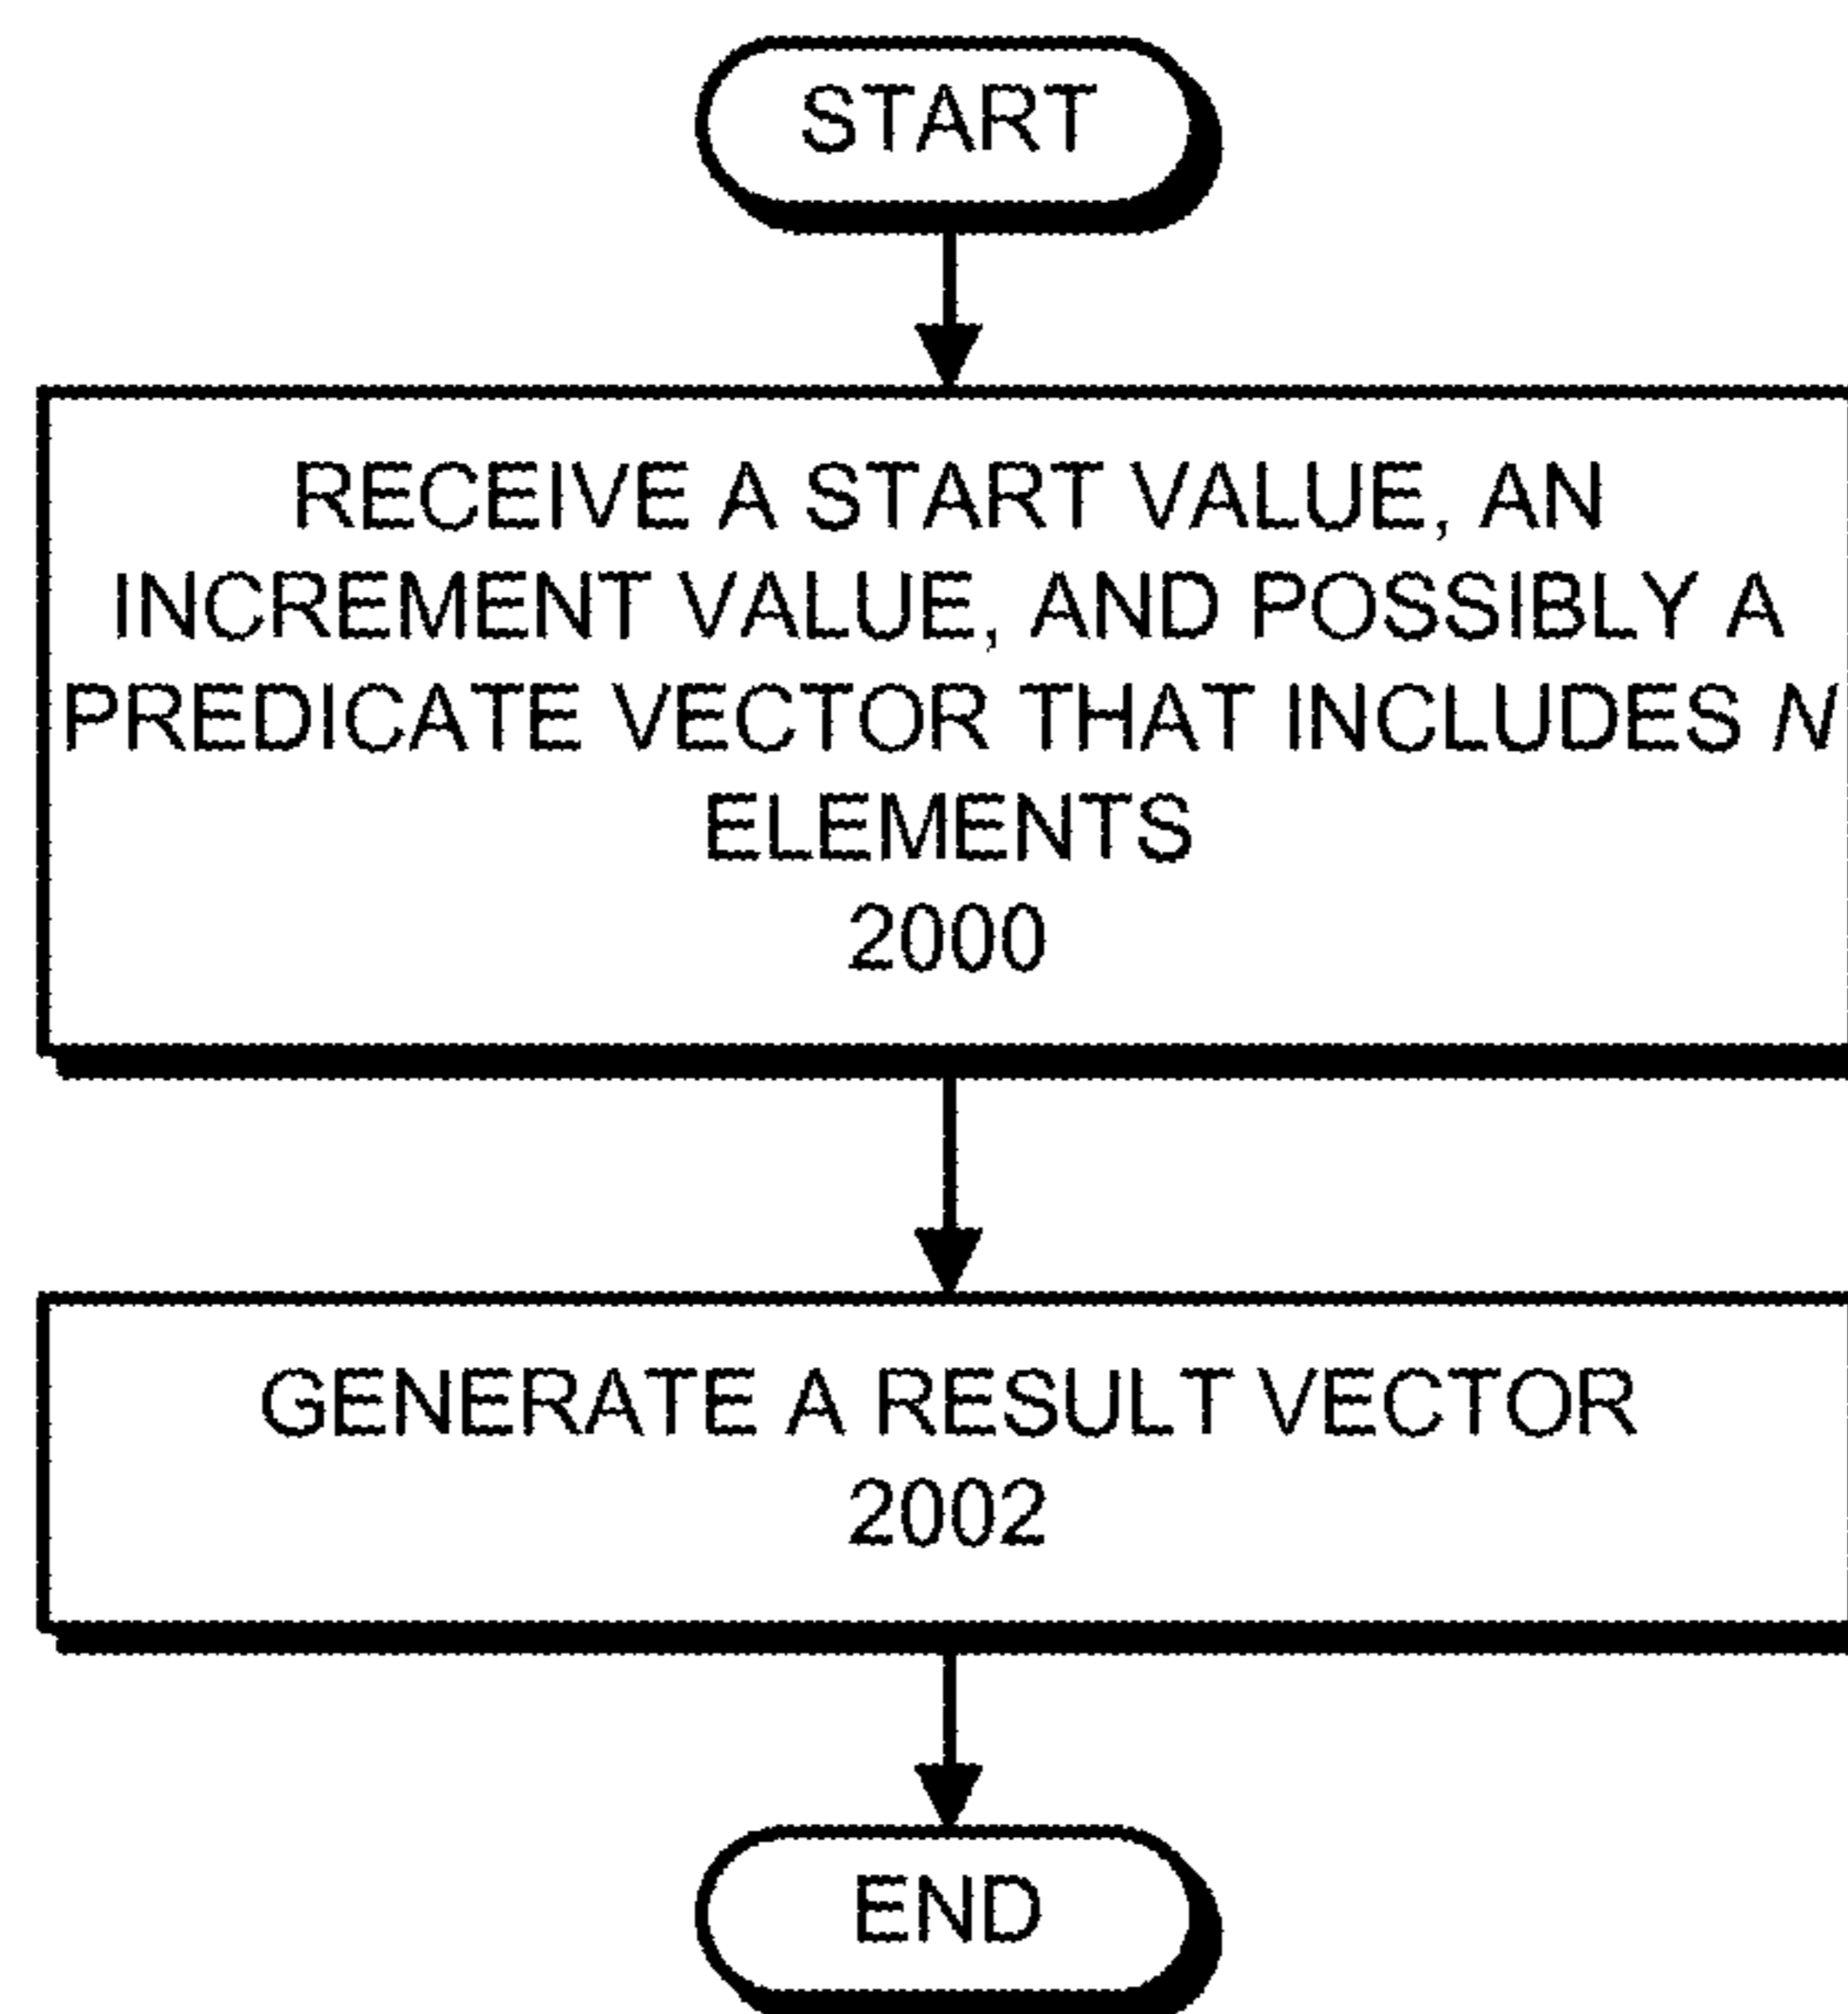 START
RECEIVE A START VALUE, AN
INCREMENT VALUE, AND POSSIBLY A
PREDICATE VECTOR THAT INCLUDES N
ELEMENTS
2000
GENERATE A RESULT VECTOR
2002
END